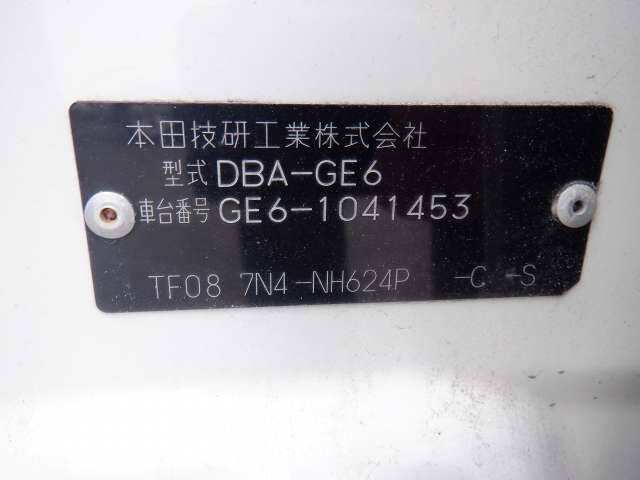 本田技研工業株式会社
型式 DBA-GE6
車台番号 GE6-1041453
TF08 7N4-NH624P -C -S